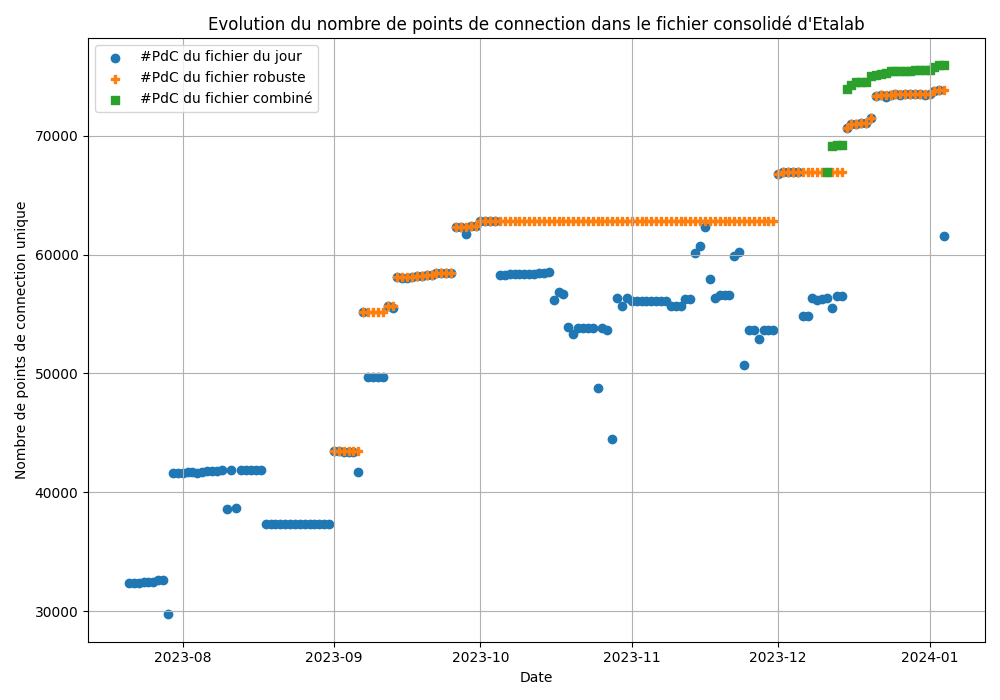 Evolution du nombre de points de connection dans le fichier consolidé d'Etalab
#PdC du fichier du jour
#PdC du fichier robuste
#PdC du fichier combiné
70000
60000
50000
40000
30000
Nombre de points de connection unique
2023-08
2023-09
2023-10
2023-11
2023-12
2024-01
Date